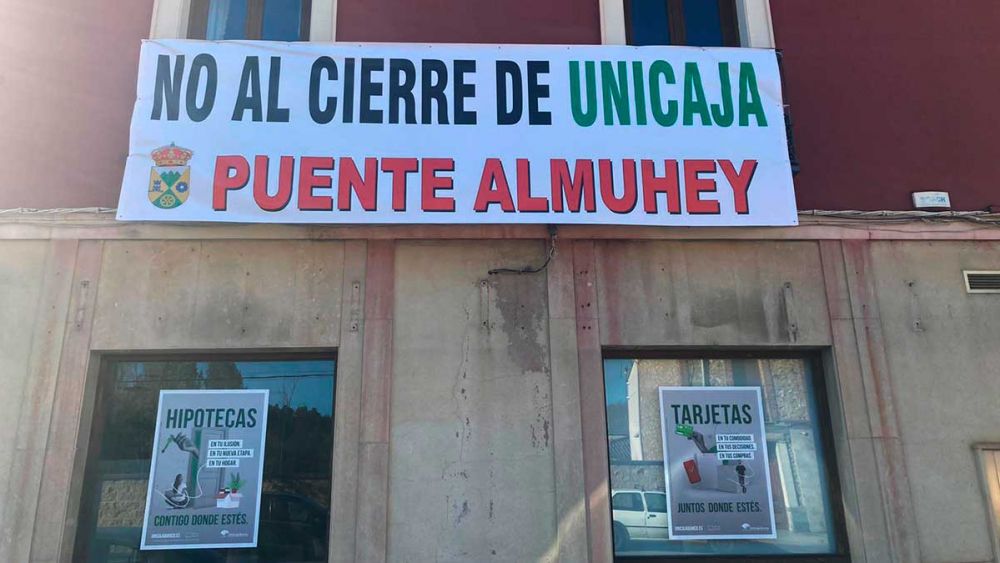 NO AL CIERRE DE UNICAJA
PUENTE ALMUHEY
HIPOTECAS
EN TU ILUSIÓN.
EN TU NUEVA ETAPA.
EN TU HOGAR.
CONTIGO DONDE ESTÉS.
TARJETAS
EN TU COMODIDAD.
EN TUS DECISIONES.
EN TUS COMPRAS.
JUNTOS DONDE ESTÉS.